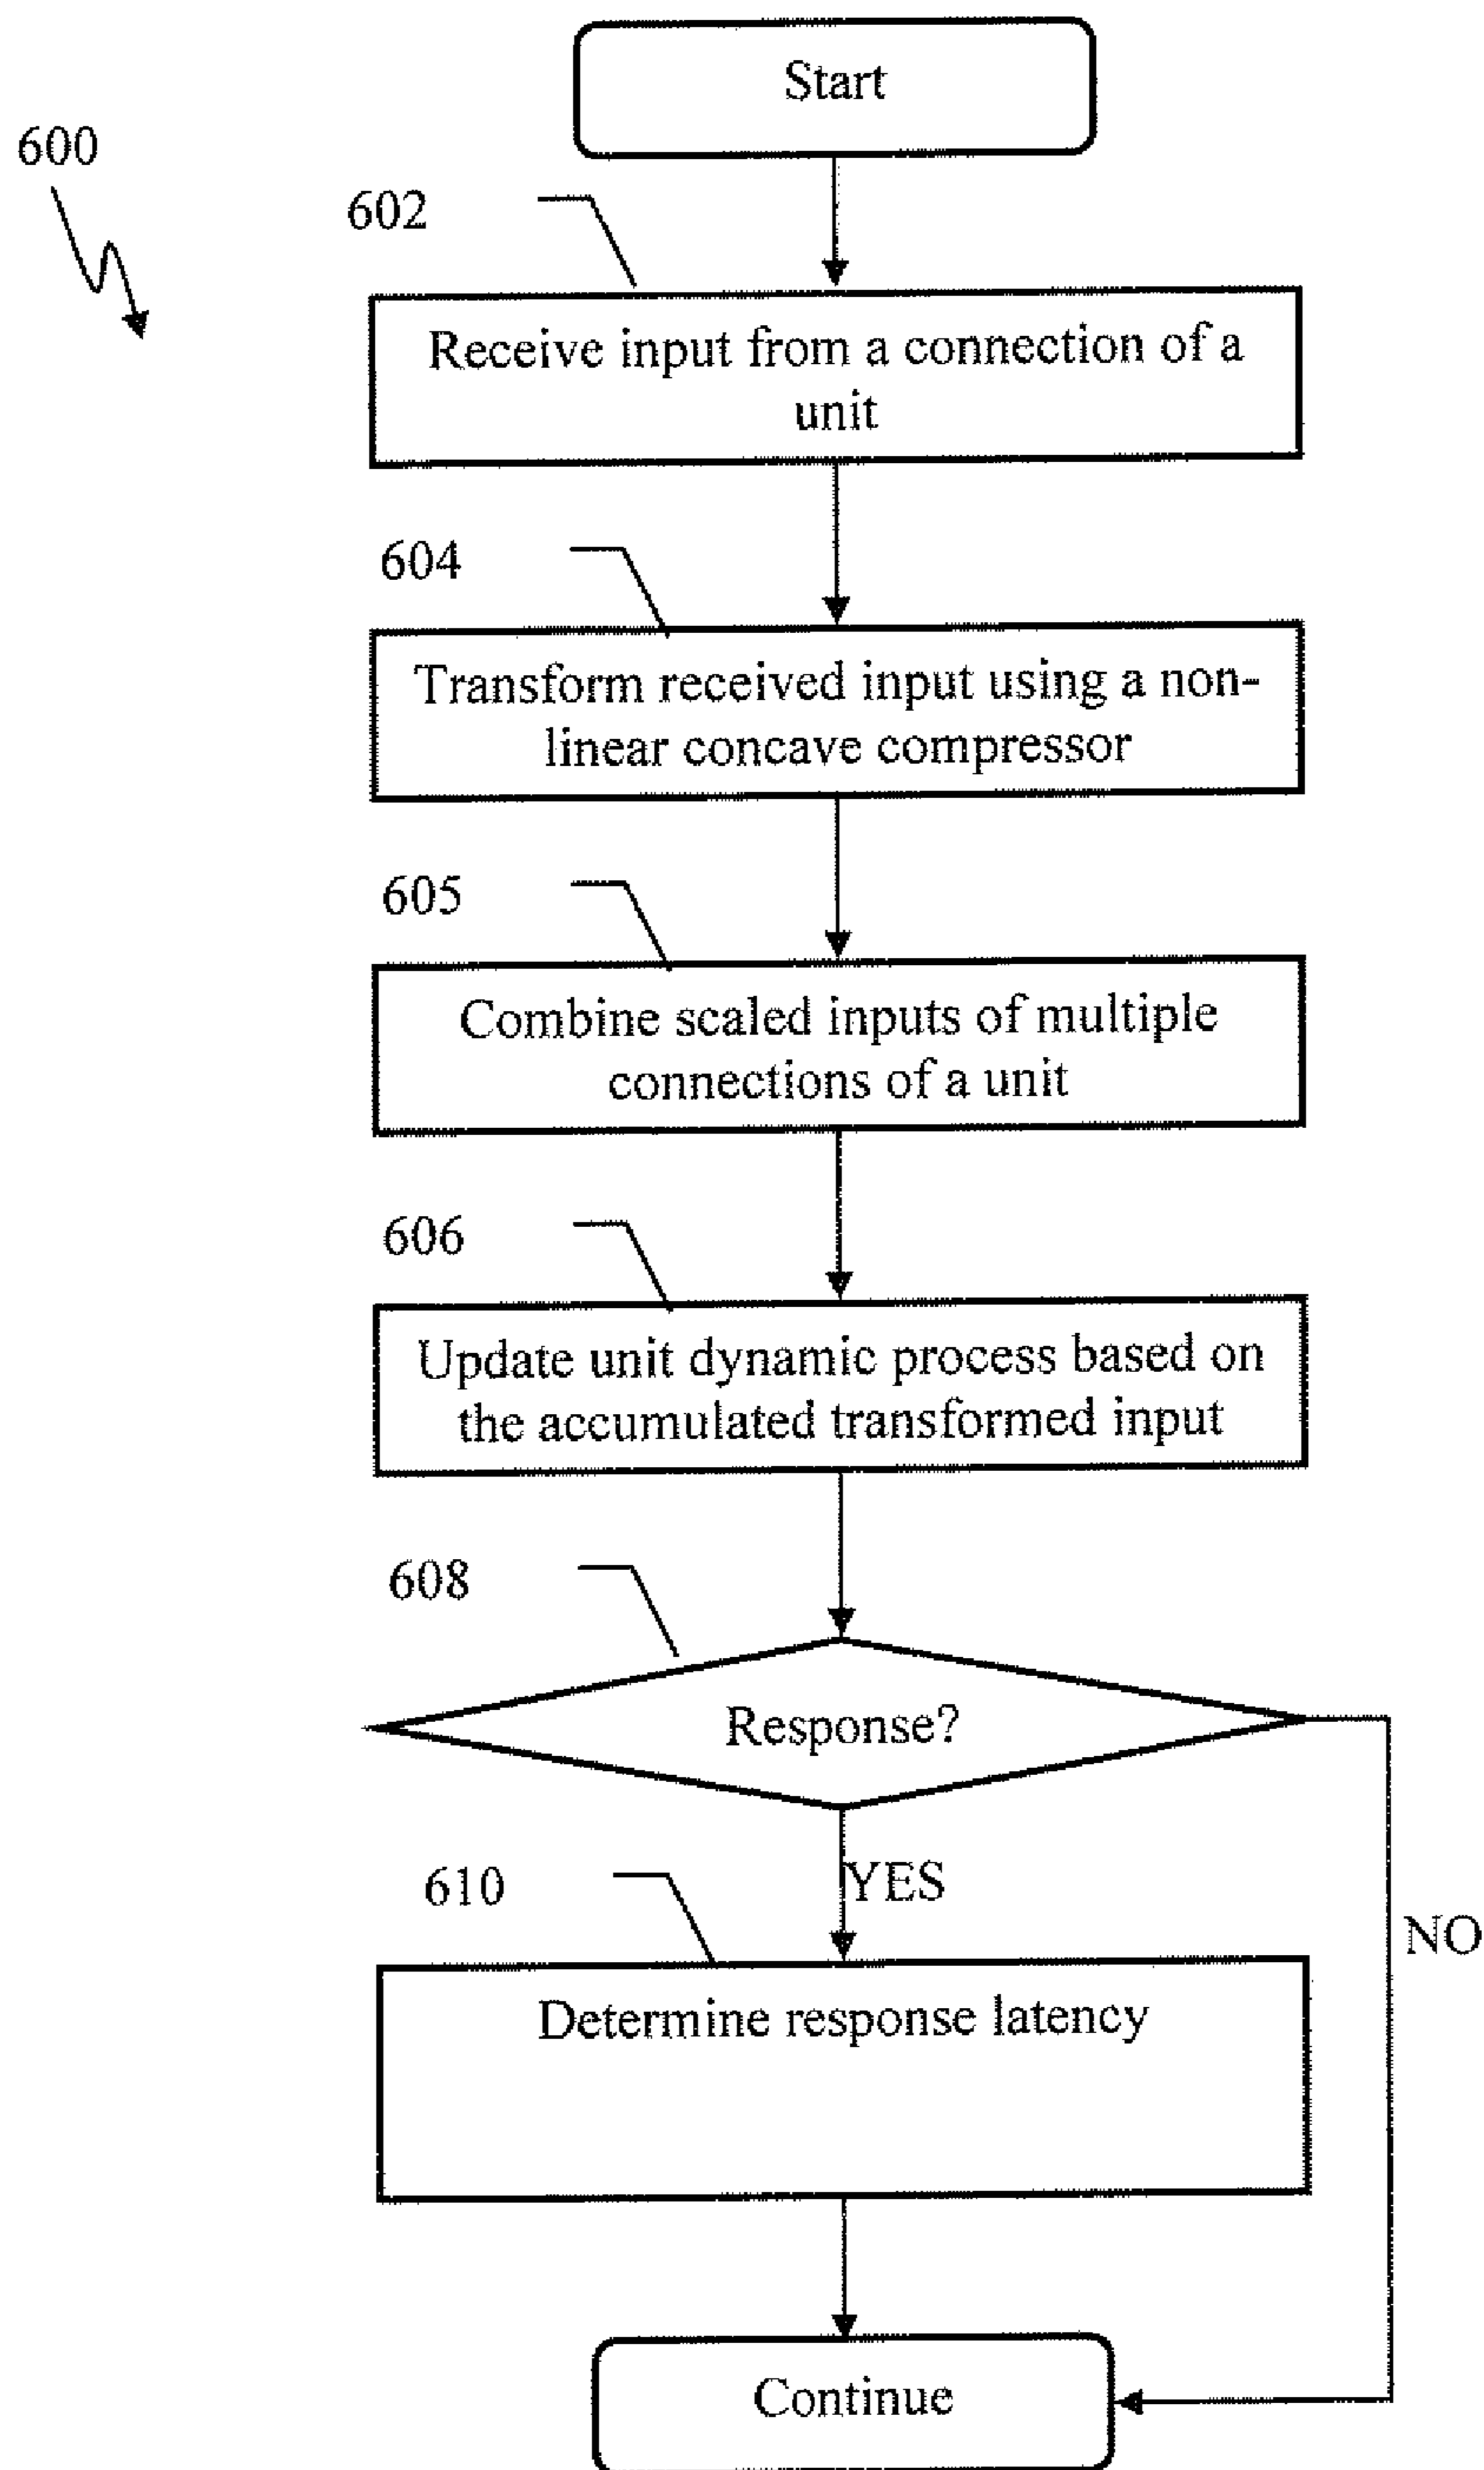 Start
600
602
Receive input from a connection of a
unit
604
Transform received input using a non-
linear concave compressor
605
Combine scaled inputs of multiple
connections of a unit
606
Update unit dynamic process based on
the accumulated transformed input
608
Response?
YES
610
NO
Determine response latency
Continue